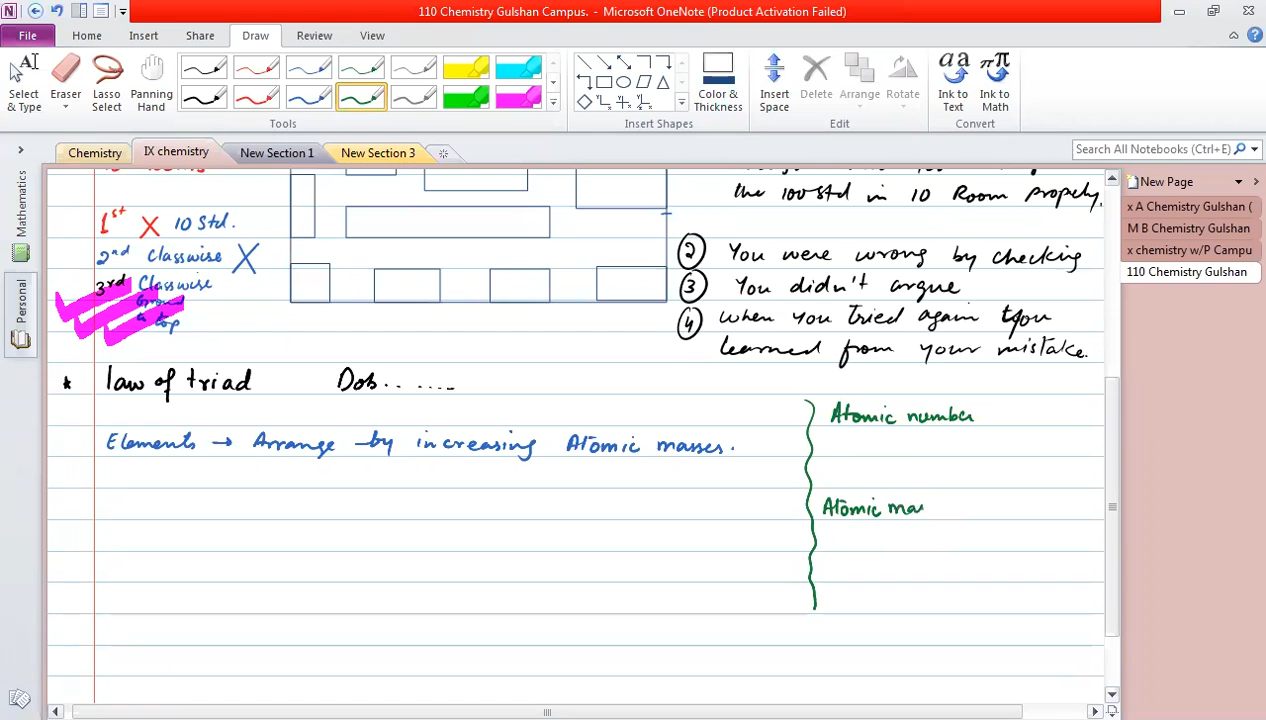 110 Chemistry Gulshan Campus. - Microsoft OneNote (Product Activation Failed)
File Home Insert Share Draw Review View
Select & Type
Eraser
Lasso Select
Panning Hand
Color & Thickness
Insert Space
Delete
Arrange
Rotate
Ink to Text
Ink to Math
Tools
Insert Shapes
Edit
Convert
Chemistry IX chemistry New Section 1 New Section 3
Search All Notebooks (Ctrl+E)
New Page
x A Chemistry Gulshan (
M B Chemistry Gulshan
x chemistry w/P Campu
110 Chemistry Gulshan
Mathematics
Personal
the 100 Std in 10 Room properly.
1st X 10 Std.
2nd Classwise X
3rd Classwise
Ground
top
② You were wrong by checking
③ You didn't argue
④ when you tried again you
learned from your mistake.
* law of triad Dob.. .....
Elements → Arrange by increasing Atomic masses.
Atomic number
Atomic mas